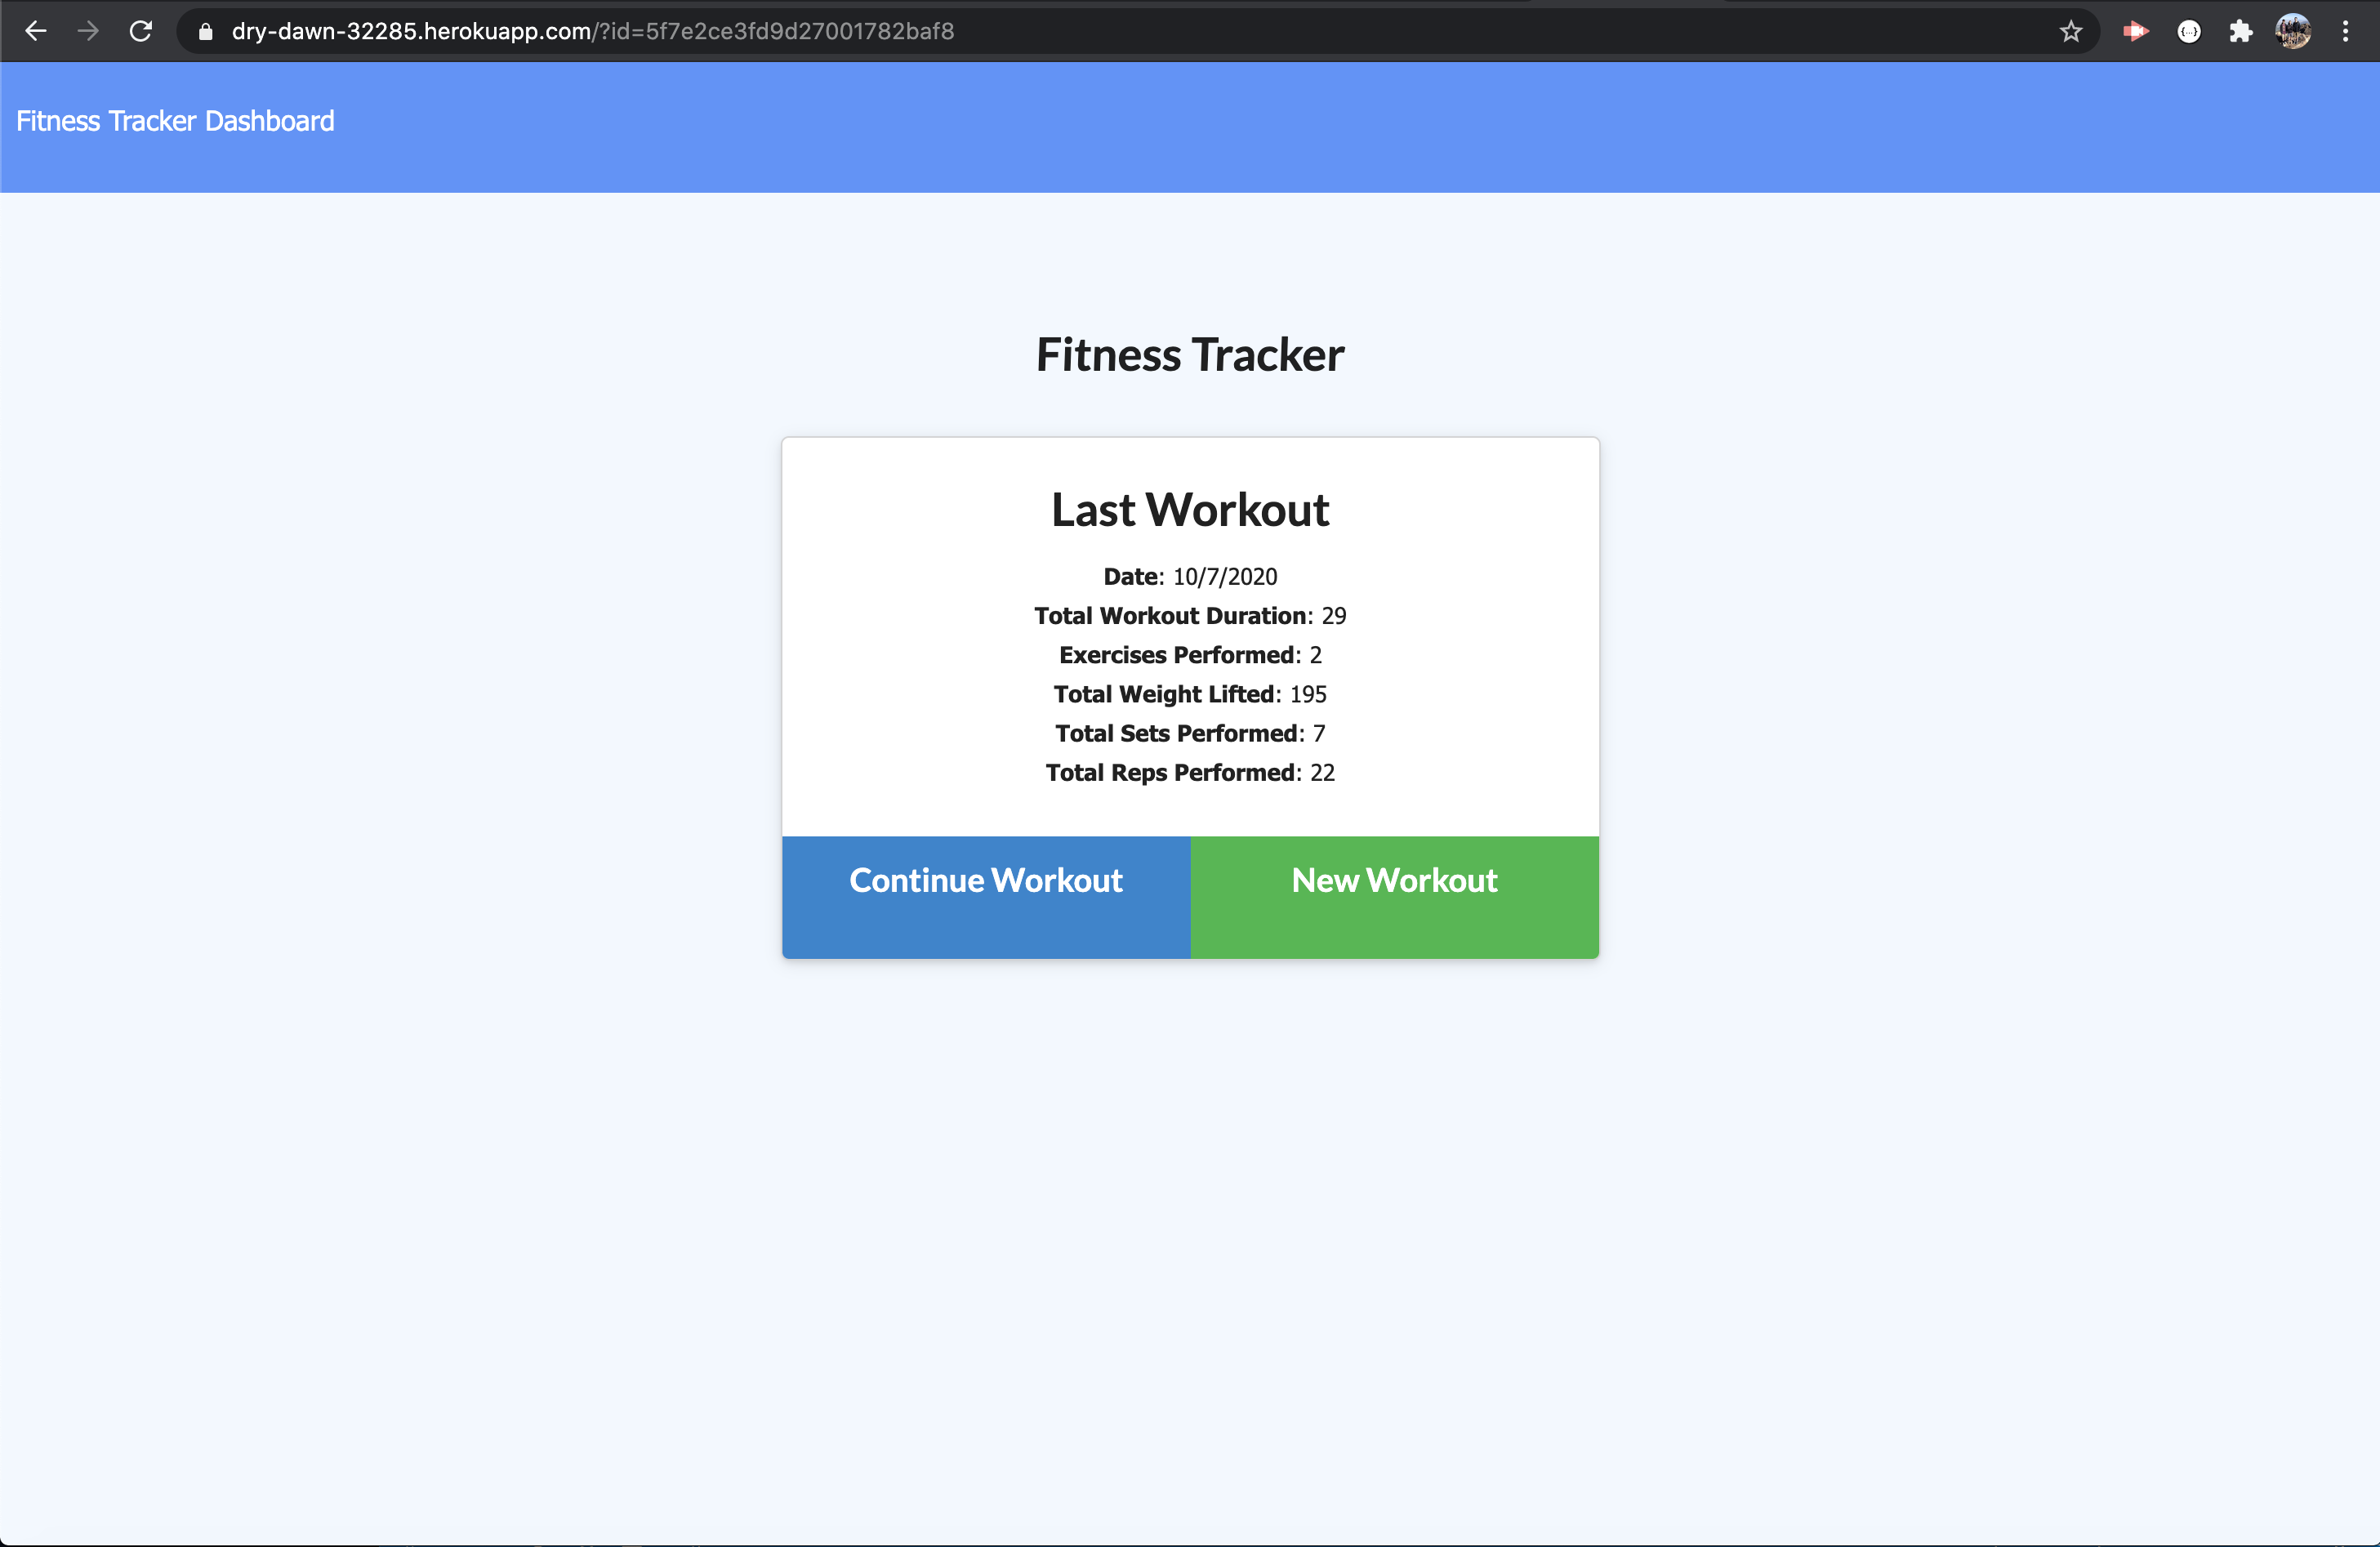 dry-dawn-32285.herokuapp.com/?id=5f7e2ce3fd9d27001782baf8
Fitness Tracker Dashboard
Fitness Tracker
Last Workout
Date: 10/7/2020
Total Workout Duration: 29
Exercises Performed: 2
Total Weight Lifted: 195
Total Sets Performed: 7
Total Reps Performed: 22
Continue Workout
New Workout